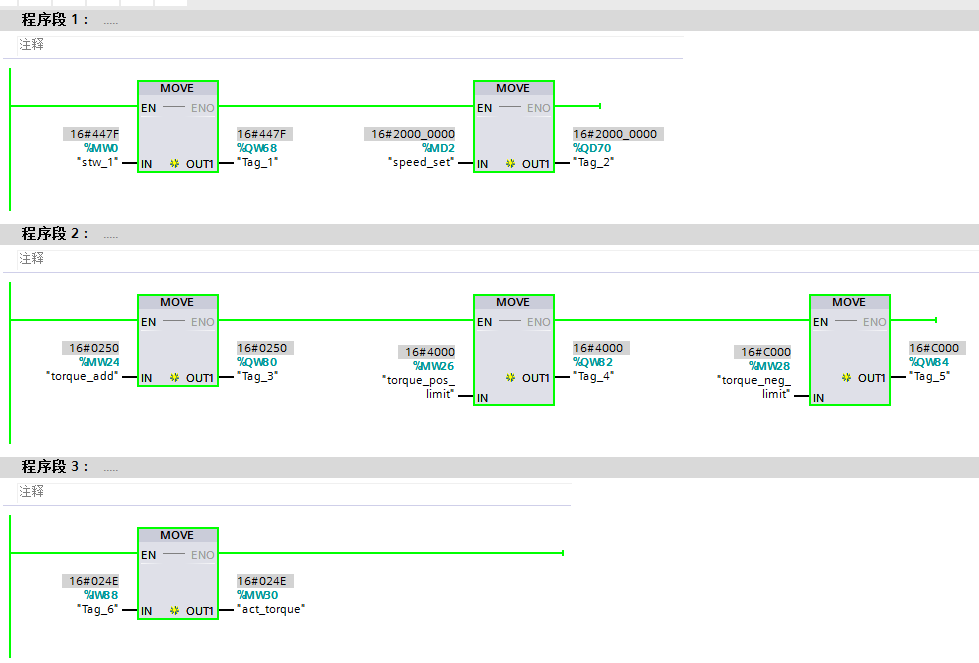 程序段 1： .....
注释
MOVE MOVE
EN ENO EN ENO
16#447F 16#447F 16#2000_0000 16#2000_0000
%MW0 %QW68 %MD2 %QD70
"stw_1" IN OUT1 "Tag_1" "speed_set" IN OUT1 "Tag_2"
程序段 2： .....
注释
MOVE MOVE MOVE
EN ENO EN ENO EN ENO
16#0250 16#0250 16#4000 16#4000 16#C000 16#C000
%MW24 %QW80 %MW26 %QW82 %MW28 %QW84
"torque_add" IN OUT1 "Tag_3" "torque_pos_ OUT1 "Tag_4" "torque_neg_ OUT1 "Tag_5"
limit" IN limit" IN
程序段 3： .....
注释
MOVE
EN ENO
16#024E 16#024E
%IW88 %MW30
"Tag_6" IN OUT1 "act_torque"